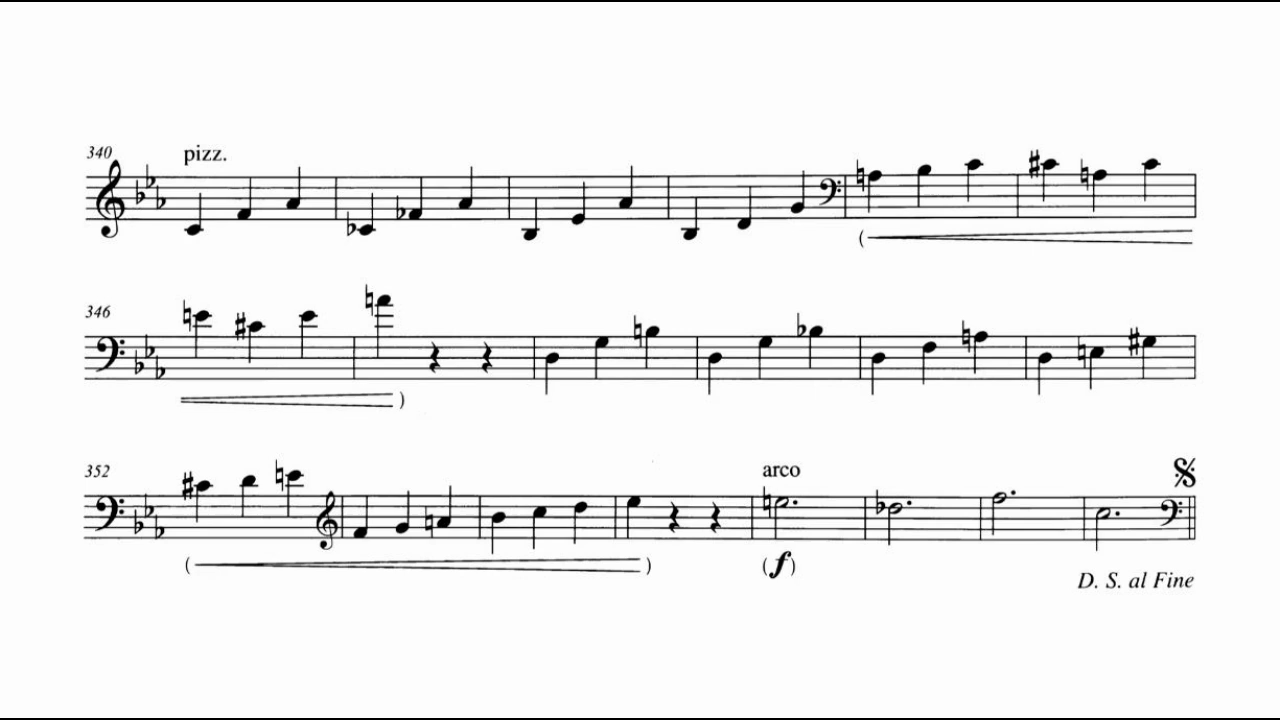 340 pizz.
(
346
)
352 arco
( ) (f)
D. S. al Fine